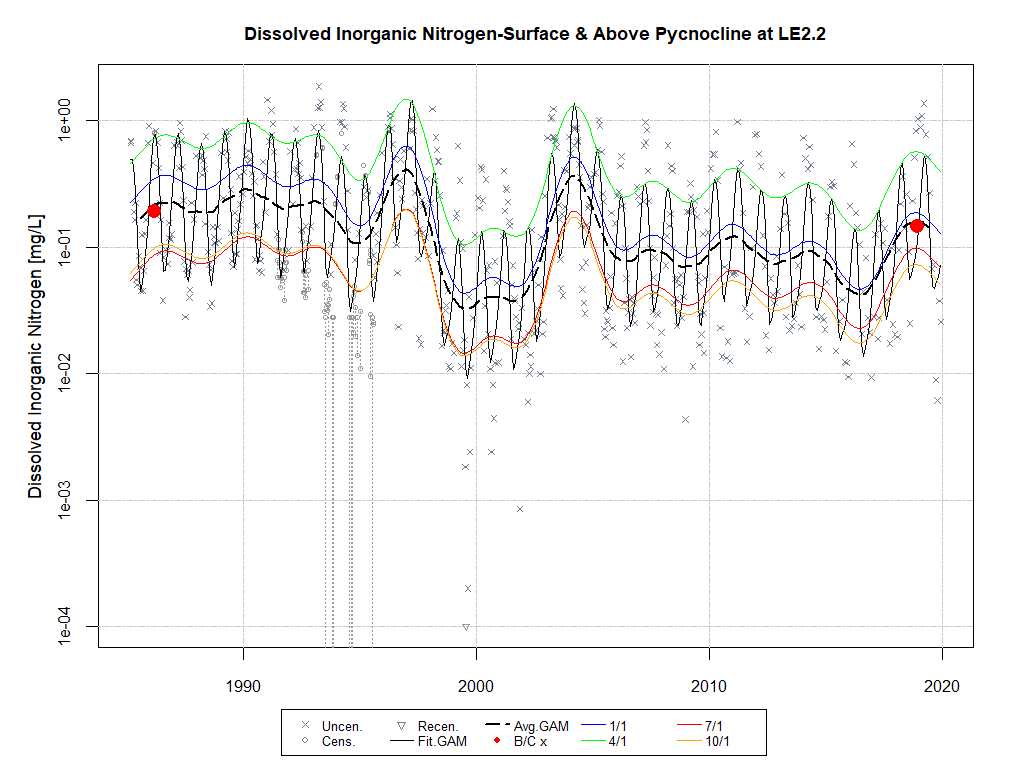 Dissolved Inorganic Nitrogen-Surface & Above Pycnocline at LE2.2
Dissolved Inorganic Nitrogen [mg/L]
1e+00
1e-01
1e-02
1e-03
1e-04
1990 2000 2010 2020
Uncen. Recen. Avg.GAM 1/1 7/1
Cens. Fit.GAM B/C x 4/1 10/1